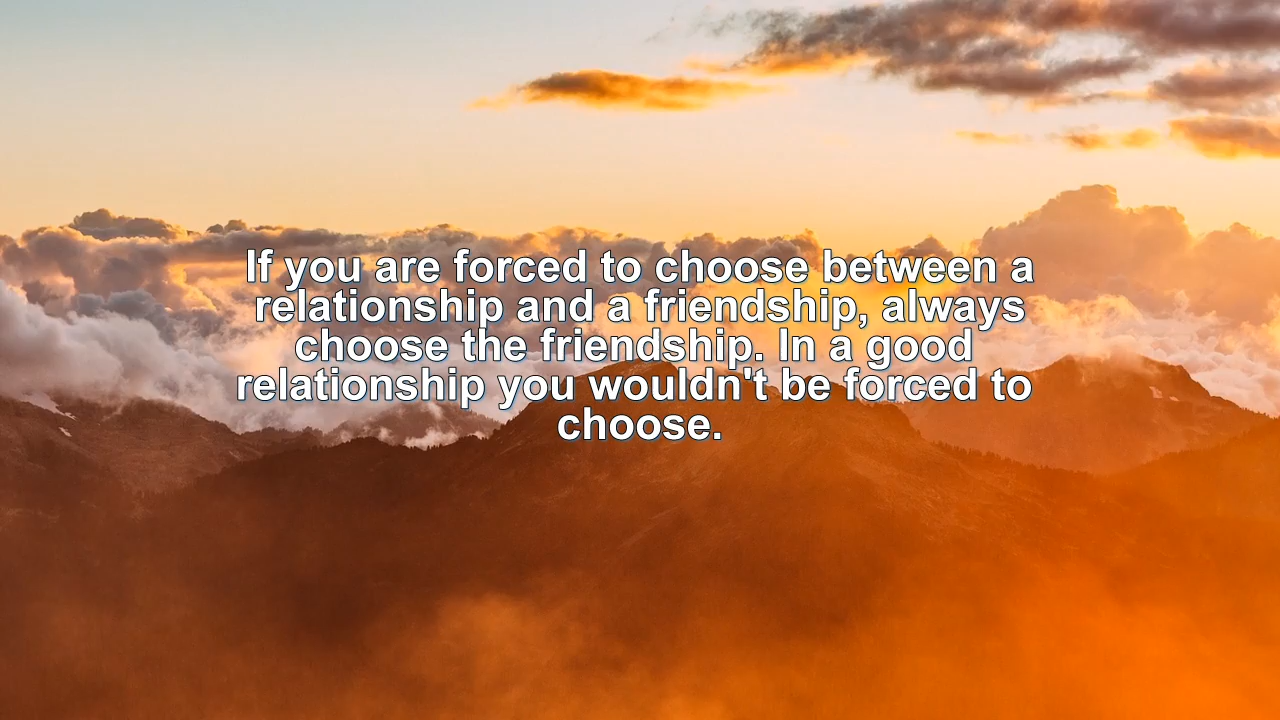 If you are forced to choose between a
relationship and a friendship, always
choose the friendship. In a good
relationship you wouldn't be forced to
choose.